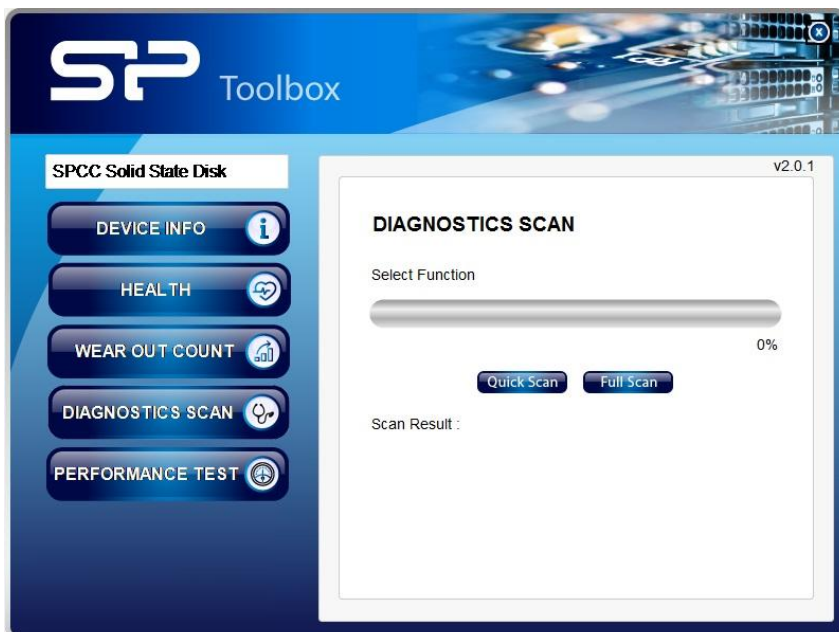 SP Toolbox
SPCC Solid State Disk
v2.0.1
DEVICE INFO
HEALTH
WEAR OUT COUNT
DIAGNOSTICS SCAN
PERFORMANCE TEST
DIAGNOSTICS SCAN
Select Function
0%
Quick Scan Full Scan
Scan Result :